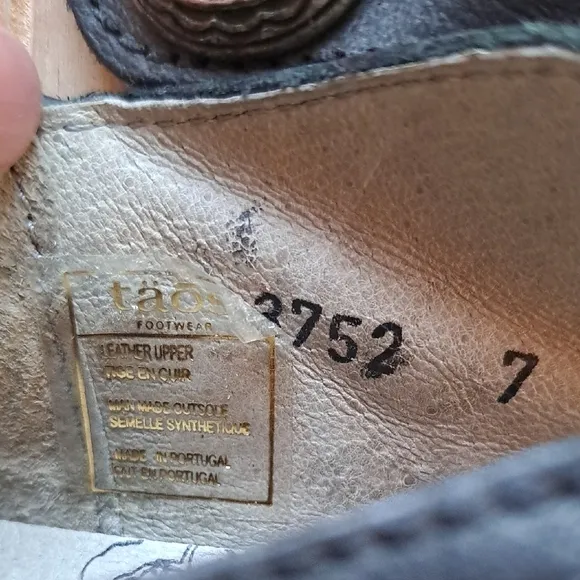 täōs
FOOTWEAR
LEATHER UPPER
TIGE EN CUIR
MAN MADE OUTSOLE
SEMELLE SYNTHETIQUE
MADE IN PORTUGAL
FAIT EN PORTUGAL
3752 7